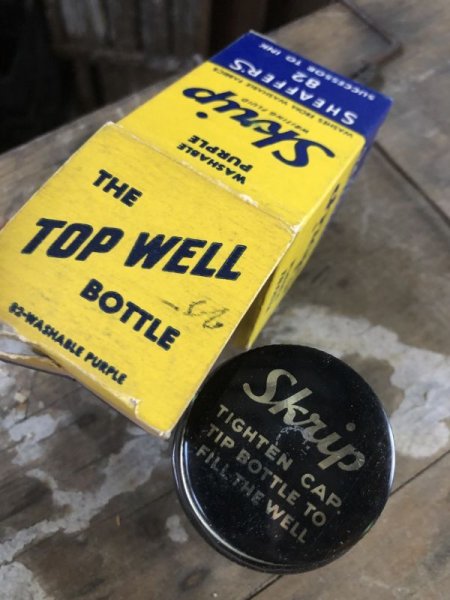 SHEAFFER'S
82
SUCCESSOR TO INK
WASHES FROM WASHABLE FABRICS
WRITING FLUID
Skrip
WASHABLE
PURPLE
THE
TOP WELL
BOTTLE
82-WASHABLE PURPLE
Skrip
TIGHTEN CAP.
TIP BOTTLE TO
FILL THE WELL